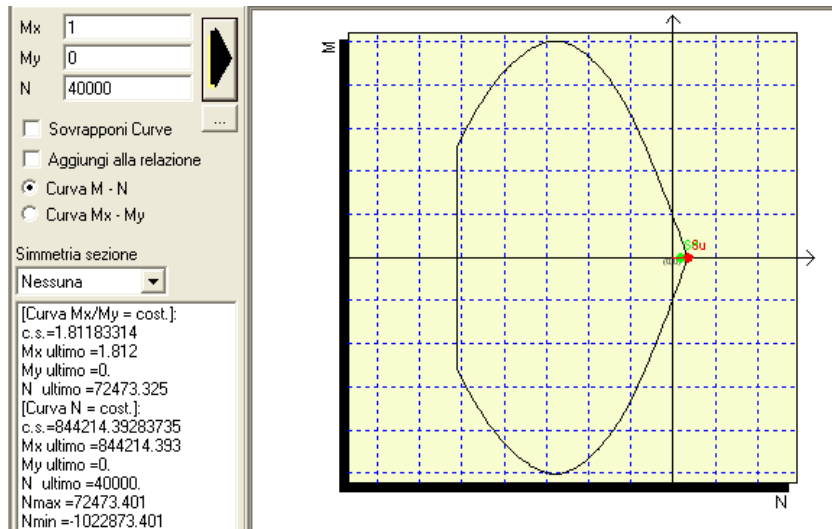 Mx 1
My 0
N 40000
...
Sovrapponi Curve
Aggiungi alla relazione
Curva M - N
Curva Mx - My
Simmetria sezione
Nessuna
[Curva Mx/My = cost.]:
c.s.=1.81183314
Mx ultimo =1.812
My ultimo =0.
N ultimo =72473.325
[Curva N = cost.]:
c.s.=844214.39283735
Mx ultimo =844214.393
My ultimo =0.
N ultimo =40000.
Nmax =72473.401
Nmin =-1022873.401
M
N